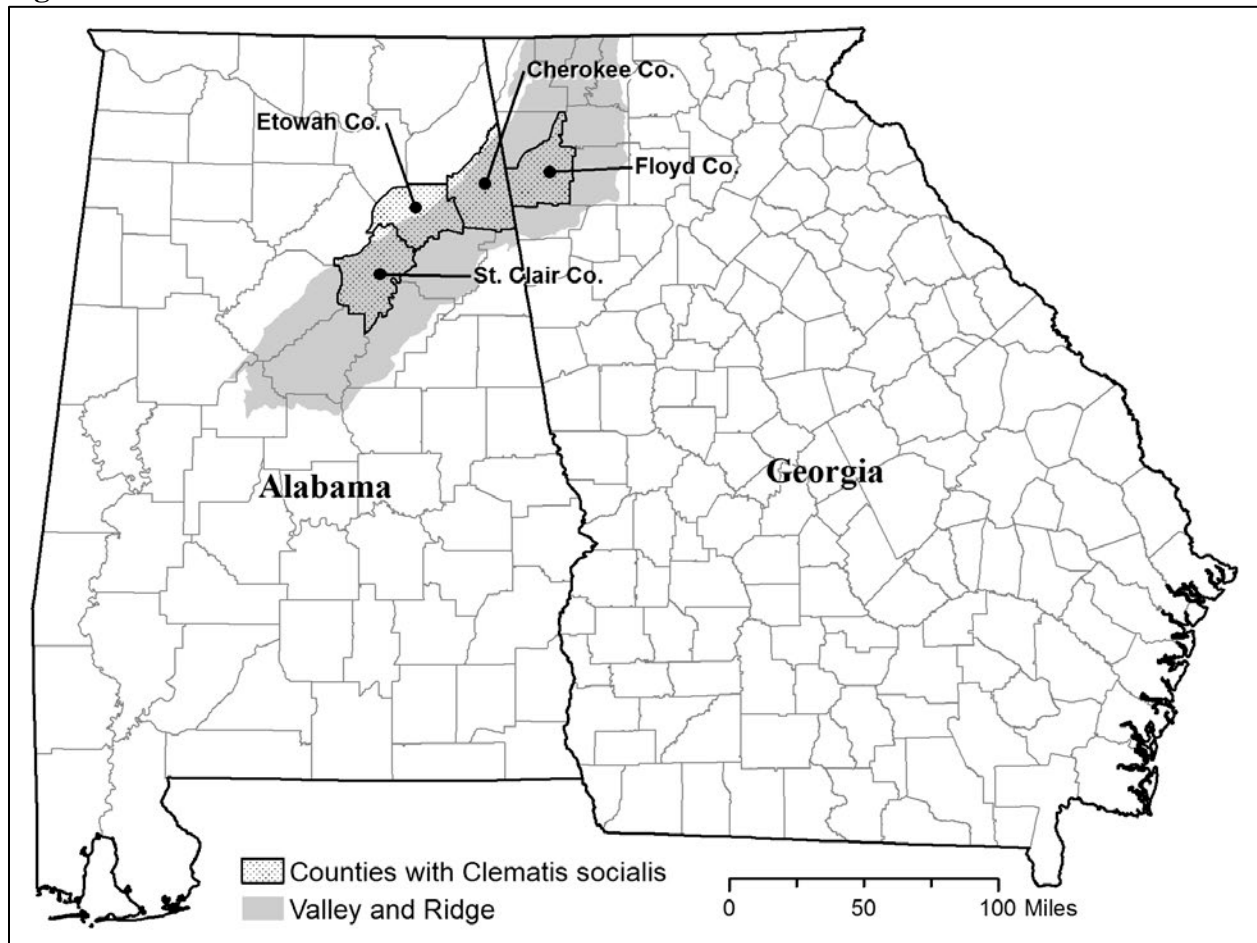 Cherokee Co.
Etowah Co.
Floyd Co.
St. Clair Co.
Alabama
Georgia
Counties with Clematis socialis
Valley and Ridge
0 50 100 Miles